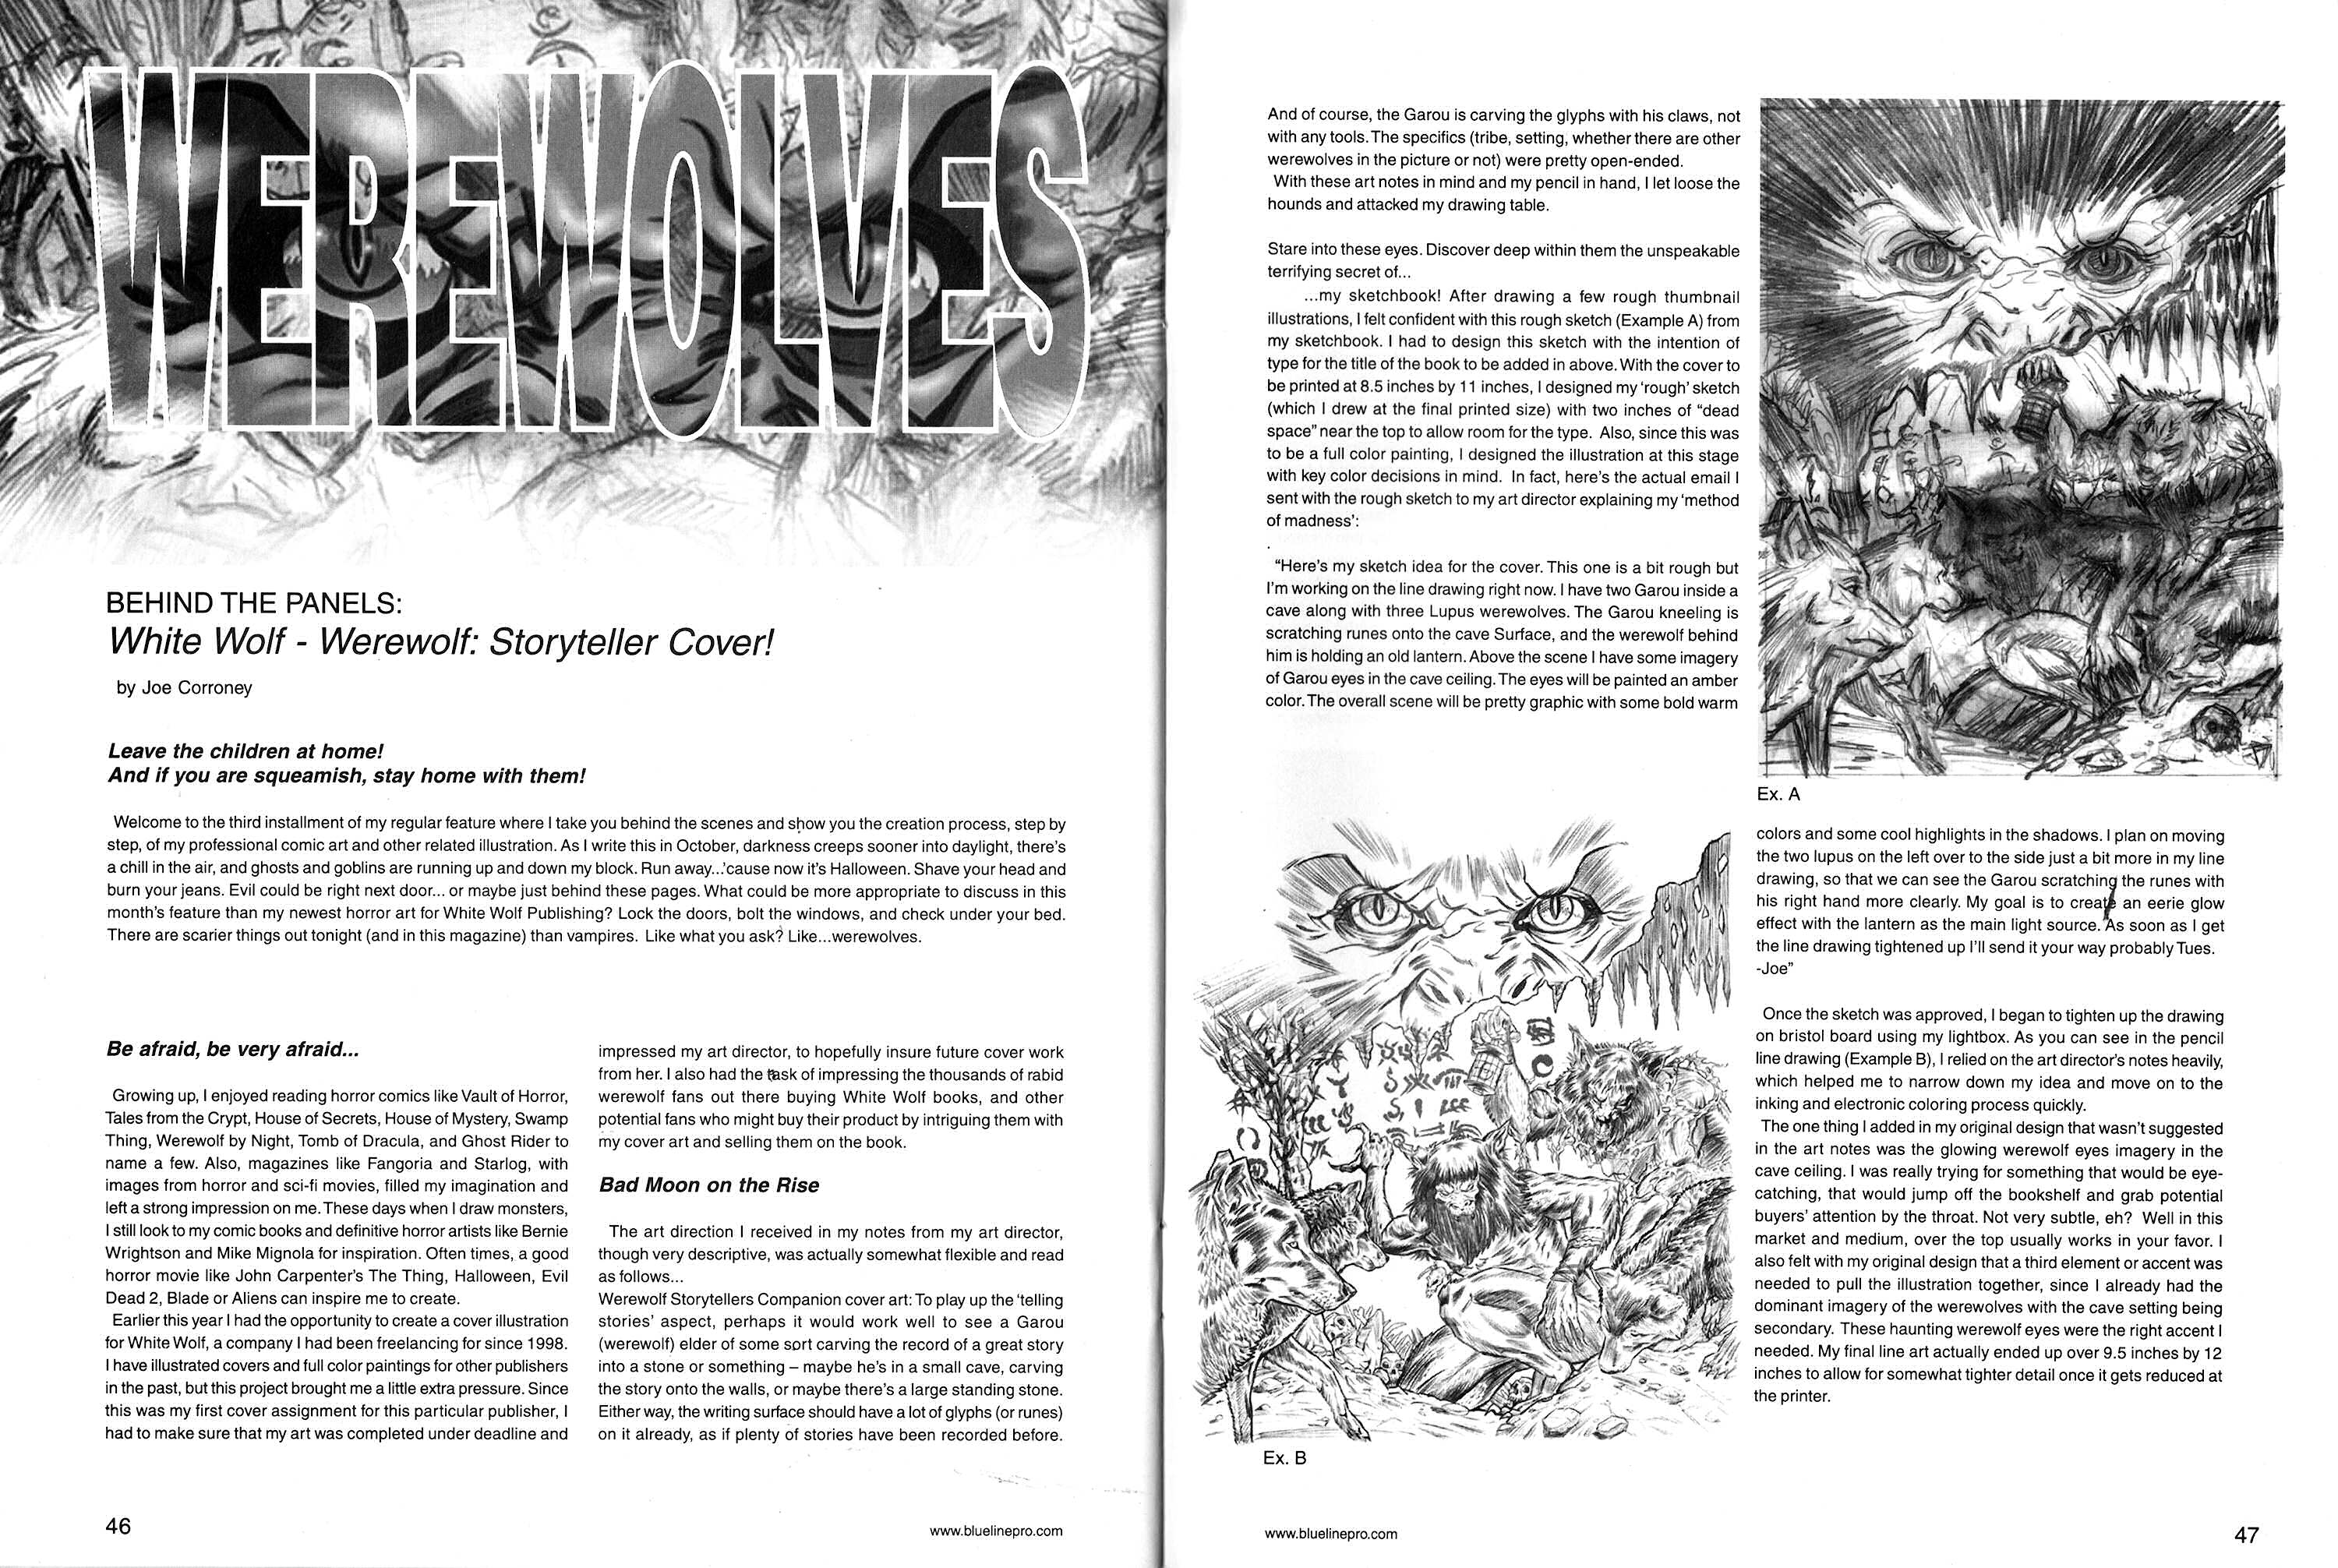 WEREWOLVES
BEHIND THE PANELS:
White Wolf - Werewolf: Storyteller Cover!
by Joe Corroney
Leave the children at home!
And if you are squeamish, stay home with them!
Welcome to the third installment of my regular feature where I take you behind the scenes and show you the creation process, step by
step, of my professional comic art and other related illustration. As I write this in October, darkness creeps sooner into daylight, there's
a chill in the air, and ghosts and goblins are running up and down my block. Run away...'cause now it's Halloween. Shave your head and
burn your jeans. Evil could be right next door... or maybe just behind these pages. What could be more appropriate to discuss in this
month's feature than my newest horror art for White Wolf Publishing? Lock the doors, bolt the windows, and check under your bed.
There are scarier things out tonight (and in this magazine) than vampires. Like what you ask? Like...werewolves.
Be afraid, be very afraid...
Growing up, I enjoyed reading horror comics like Vault of Horror,
Tales from the Crypt, House of Secrets, House of Mystery, Swamp
Thing, Werewolf by Night, Tomb of Dracula, and Ghost Rider to
name a few. Also, magazines like Fangoria and Starlog, with
images from horror and sci-fi movies, filled my imagination and
left a strong impression on me. These days when I draw monsters,
I still look to my comic books and definitive horror artists like Bernie
Wrightson and Mike Mignola for inspiration. Often times, a good
horror movie like John Carpenter's The Thing, Halloween, Evil
Dead 2, Blade or Aliens can inspire me to create.
Earlier this year I had the opportunity to create a cover illustration
for White Wolf, a company I had been freelancing for since 1998.
I have illustrated covers and full color paintings for other publishers
in the past, but this project brought me a little extra pressure. Since
this was my first cover assignment for this particular publisher, I
had to make sure that my art was completed under deadline and
impressed my art director, to hopefully insure future cover work
from her. I also had the task of impressing the thousands of rabid
werewolf fans out there buying White Wolf books, and other
potential fans who might buy their product by intriguing them with
my cover art and selling them on the book.
Bad Moon on the Rise
The art direction I received in my notes from my art director,
though very descriptive, was actually somewhat flexible and read
as follows...
Werewolf Storytellers Companion cover art: To play up the 'telling
stories' aspect, perhaps it would work well to see a Garou
(werewolf) elder of some sort carving the record of a great story
into a stone or something – maybe he's in a small cave, carving
the story onto the walls, or maybe there's a large standing stone.
Either way, the writing surface should have a lot of glyphs (or runes)
on it already, as if plenty of stories have been recorded before.
46
www.bluelinepro.com
And of course, the Garou is carving the glyphs with his claws, not
with any tools. The specifics (tribe, setting, whether there are other
werewolves in the picture or not) were pretty open-ended.
With these art notes in mind and my pencil in hand, I let loose the
hounds and attacked my drawing table.
Stare into these eyes. Discover deep within them the unspeakable
terrifying secret of...
...my sketchbook! After drawing a few rough thumbnail
illustrations, I felt confident with this rough sketch (Example A) from
my sketchbook. I had to design this sketch with the intention of
type for the title of the book to be added in above. With the cover to
be printed at 8.5 inches by 11 inches, I designed my 'rough' sketch
(which I drew at the final printed size) with two inches of "dead
space" near the top to allow room for the type. Also, since this was
to be a full color painting, I designed the illustration at this stage
with key color decisions in mind. In fact, here's the actual email I
sent with the rough sketch to my art director explaining my 'method
of madness':
"Here's my sketch idea for the cover. This one is a bit rough but
I'm working on the line drawing right now. I have two Garou inside a
cave along with three Lupus werewolves. The Garou kneeling is
scratching runes onto the cave Surface, and the werewolf behind
him is holding an old lantern. Above the scene I have some imagery
of Garou eyes in the cave ceiling. The eyes will be painted an amber
color. The overall scene will be pretty graphic with some bold warm
Ex. A
Ex. B
colors and some cool highlights in the shadows. I plan on moving
the two lupus on the left over to the side just a bit more in my line
drawing, so that we can see the Garou scratching the runes with
his right hand more clearly. My goal is to create an eerie glow
effect with the lantern as the main light source. As soon as I get
the line drawing tightened up I'll send it your way probably Tues.
-Joe"
Once the sketch was approved, I began to tighten up the drawing
on bristol board using my lightbox. As you can see in the pencil
line drawing (Example B), I relied on the art director's notes heavily,
which helped me to narrow down my idea and move on to the
inking and electronic coloring process quickly.
The one thing I added in my original design that wasn't suggested
in the art notes was the glowing werewolf eyes imagery in the
cave ceiling. I was really trying for something that would be eye-
catching, that would jump off the bookshelf and grab potential
buyers' attention by the throat. Not very subtle, eh? Well in this
market and medium, over the top usually works in your favor. I
also felt with my original design that a third element or accent was
needed to pull the illustration together, since I already had the
dominant imagery of the werewolves with the cave setting being
secondary. These haunting werewolf eyes were the right accent I
needed. My final line art actually ended up over 9.5 inches by 12
inches to allow for somewhat tighter detail once it gets reduced at
the printer.
www.bluelinepro.com
47